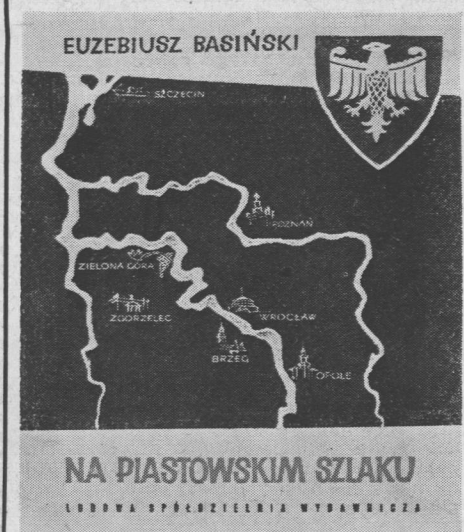 EUZEBIUSZ BASIŃSKI
SZCZECIN
POZNAŃ
ZIELONA GÓRA
ZGORZELEC
WROCŁAW
BRZEG
OPOLE
NA PIASTOWSKIM SZLAKU
LUDOWA SPÓŁDZIELNIA WYDAWNICZA